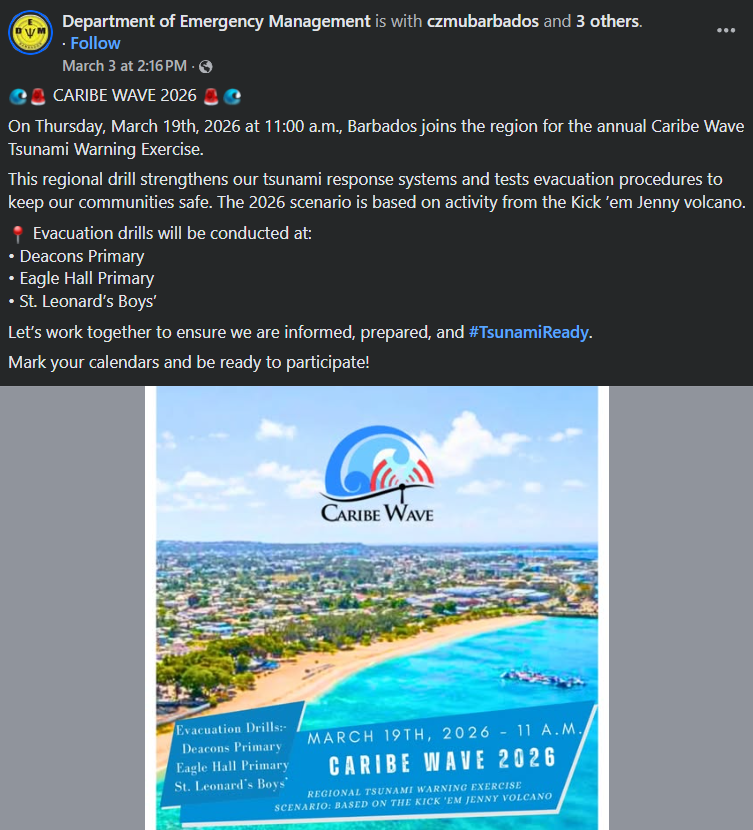 Department of Emergency Management is with czmubarbados and 3 others.
· Follow
March 3 at 2:16 PM ·
CARIBE WAVE 2026
On Thursday, March 19th, 2026 at 11:00 a.m., Barbados joins the region for the annual Caribe Wave
Tsunami Warning Exercise.
This regional drill strengthens our tsunami response systems and tests evacuation procedures to
keep our communities safe. The 2026 scenario is based on activity from the Kick 'em Jenny volcano.
Evacuation drills will be conducted at:
• Deacons Primary
• Eagle Hall Primary
• St. Leonard's Boys'
Let's work together to ensure we are informed, prepared, and #TsunamiReady.
Mark your calendars and be ready to participate!
CARIBE WAVE
Evacuation Drills:-
Deacons Primary
Eagle Hall Primary
St. Leonard's Boys'
MARCH 19TH, 2026 - 11 A.M.
CARIBE WAVE 2026
REGIONAL TSUNAMI WARNING EXERCISE
SCENARIO: BASED ON THE KICK 'EM JENNY VOLCANO